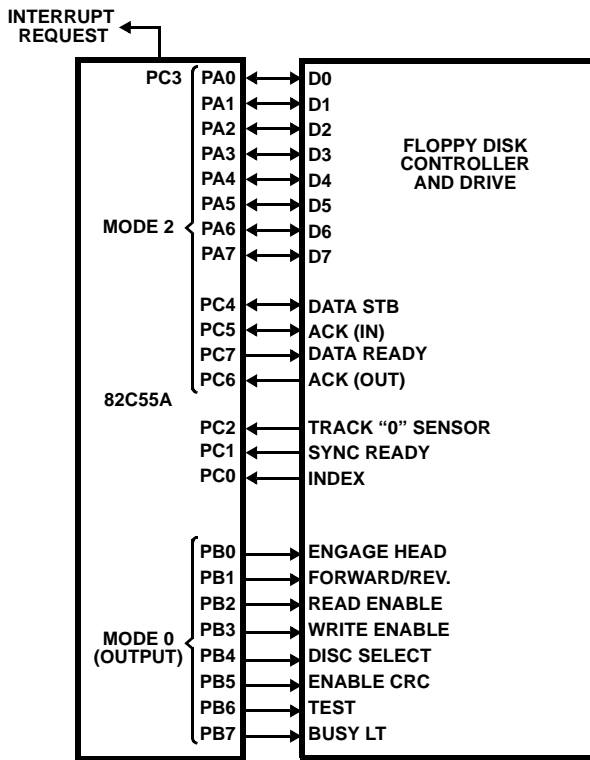 INTERRUPT
REQUEST
PC3 PA0 D0
PA1 D1
PA2 D2
PA3 D3
PA4 D4
PA5 D5
PA6 D6
PA7 D7
MODE 2
FLOPPY DISK
CONTROLLER
AND DRIVE
PC4 DATA STB
PC5 ACK (IN)
PC7 DATA READY
PC6 ACK (OUT)
82C55A
PC2 TRACK “0” SENSOR
PC1 SYNC READY
PC0 INDEX
PB0 ENGAGE HEAD
PB1 FORWARD/REV.
PB2 READ ENABLE
PB3 WRITE ENABLE
MODE 0
(OUTPUT)
PB4 DISC SELECT
PB5 ENABLE CRC
PB6 TEST
PB7 BUSY LT